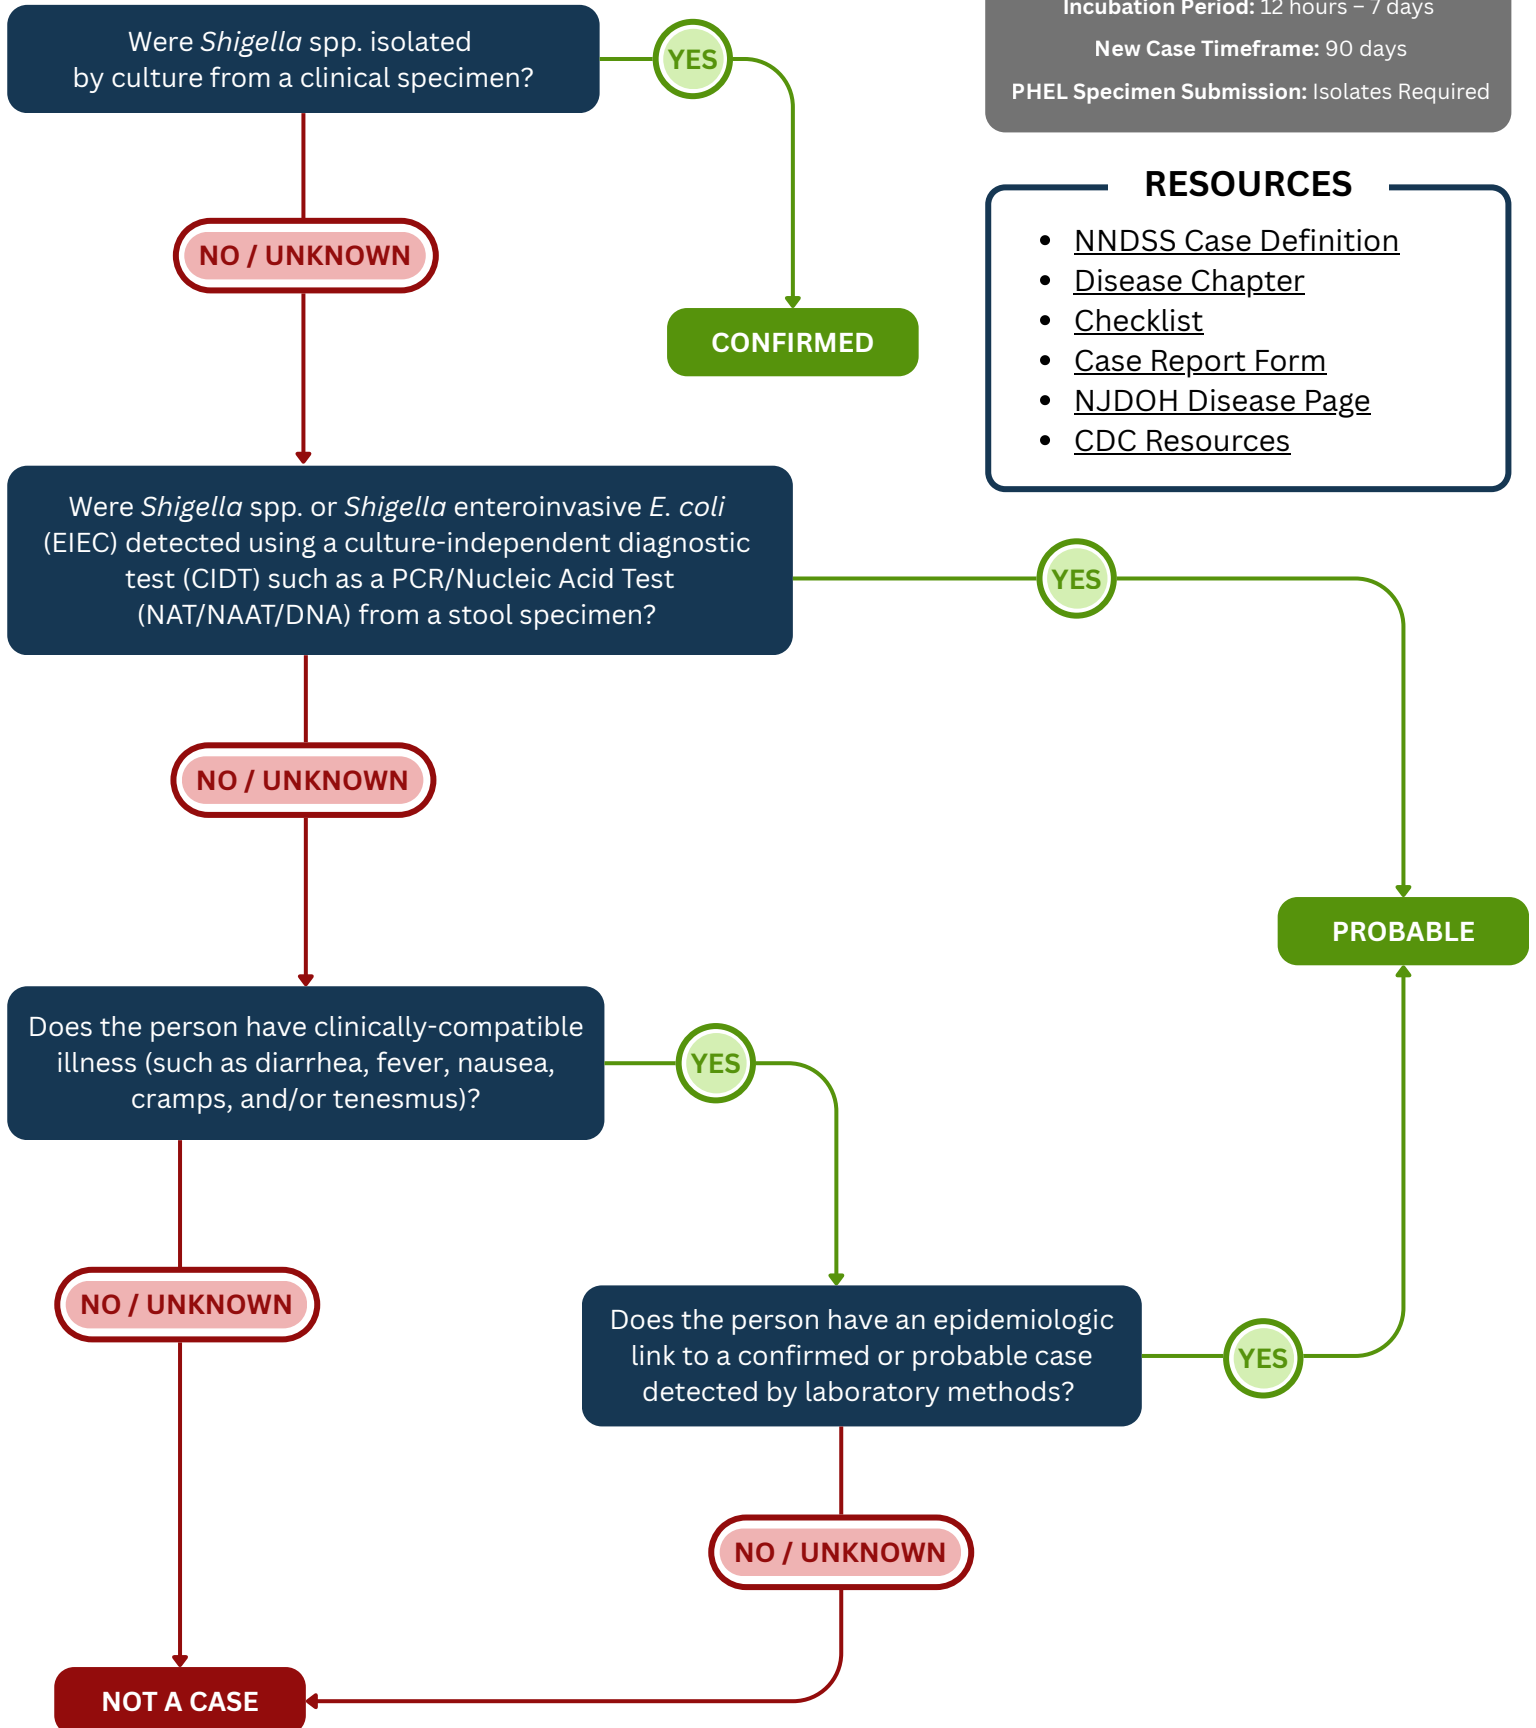 Were Shigella spp. isolated
by culture from a clinical specimen?
YES
Incubation Period: 12 hours – 7 days
New Case Timeframe: 90 days
PHEL Specimen Submission: Isolates Required
RESOURCES
• NNDSS Case Definition
• Disease Chapter
• Checklist
• Case Report Form
• NJDOH Disease Page
• CDC Resources
NO / UNKNOWN
CONFIRMED
Were Shigella spp. or Shigella enteroinvasive E. coli
(EIEC) detected using a culture-independent diagnostic
test (CIDT) such as a PCR/Nucleic Acid Test
(NAT/NAAT/DNA) from a stool specimen?
YES
NO / UNKNOWN
PROBABLE
Does the person have clinically-compatible
illness (such as diarrhea, fever, nausea,
cramps, and/or tenesmus)?
YES
NO / UNKNOWN
Does the person have an epidemiologic
link to a confirmed or probable case
detected by laboratory methods?
YES
NO / UNKNOWN
NOT A CASE